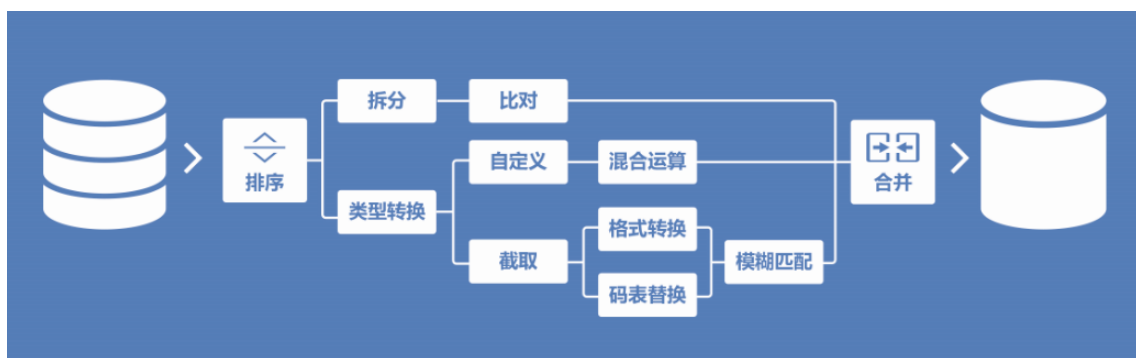 拆分
比对
排序
自定义
混合运算
合并
类型转换
格式转换
截取
模糊匹配
码表替换